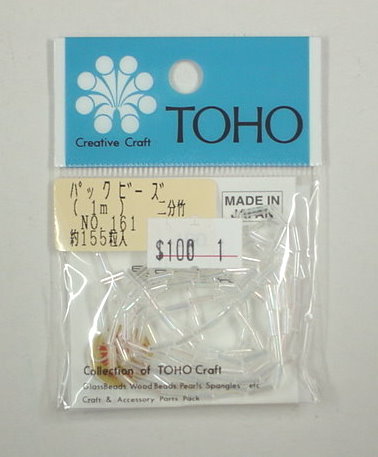 Creative Craft
TOHO
パックビーズ
(1m) 二分竹
NO.161
約155粒入
MADE IN
JAPAN
$100 1
Collection of TOHO Craft
GlassBeads WoodBeads Pearls Spangles etc
Craft & Accessory Parts Pack